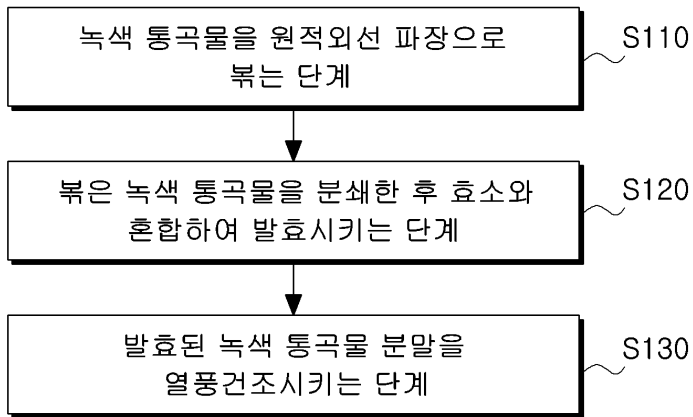 녹색 통곡물을 원적외선 파장으로
볶는 단계
S110
볶은 녹색 통곡물을 분쇄한 후 효소와
혼합하여 발효시키는 단계
S120
발효된 녹색 통곡물 분말을
열풍건조시키는 단계
S130